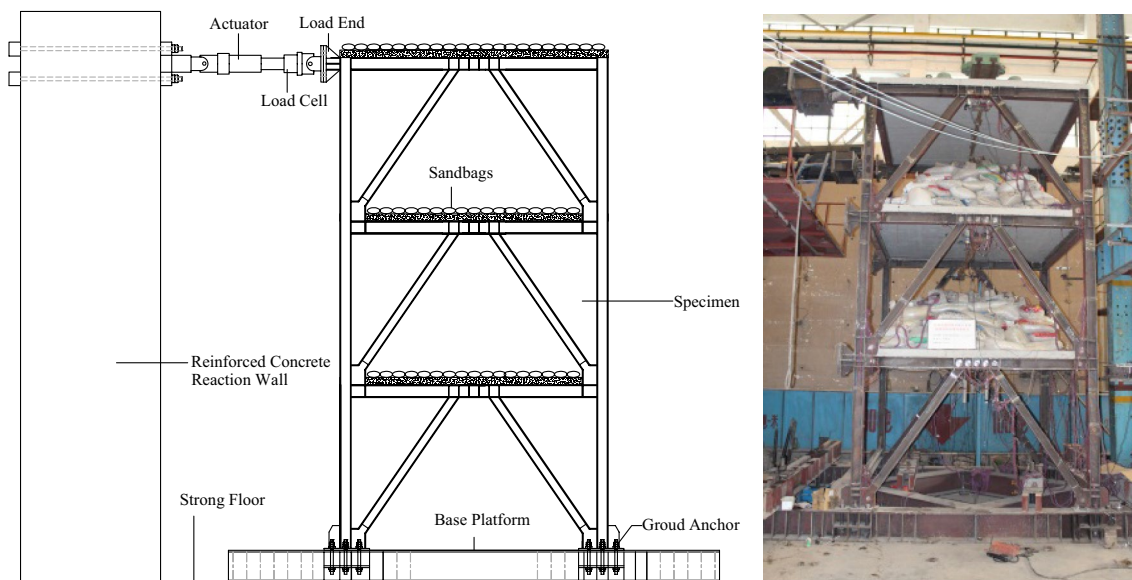 Actuator
Load End
Load Cell
Sandbags
Specimen
Reinforced Concrete
Reaction Wall
Strong Floor
Base Platform
Groud Anchor